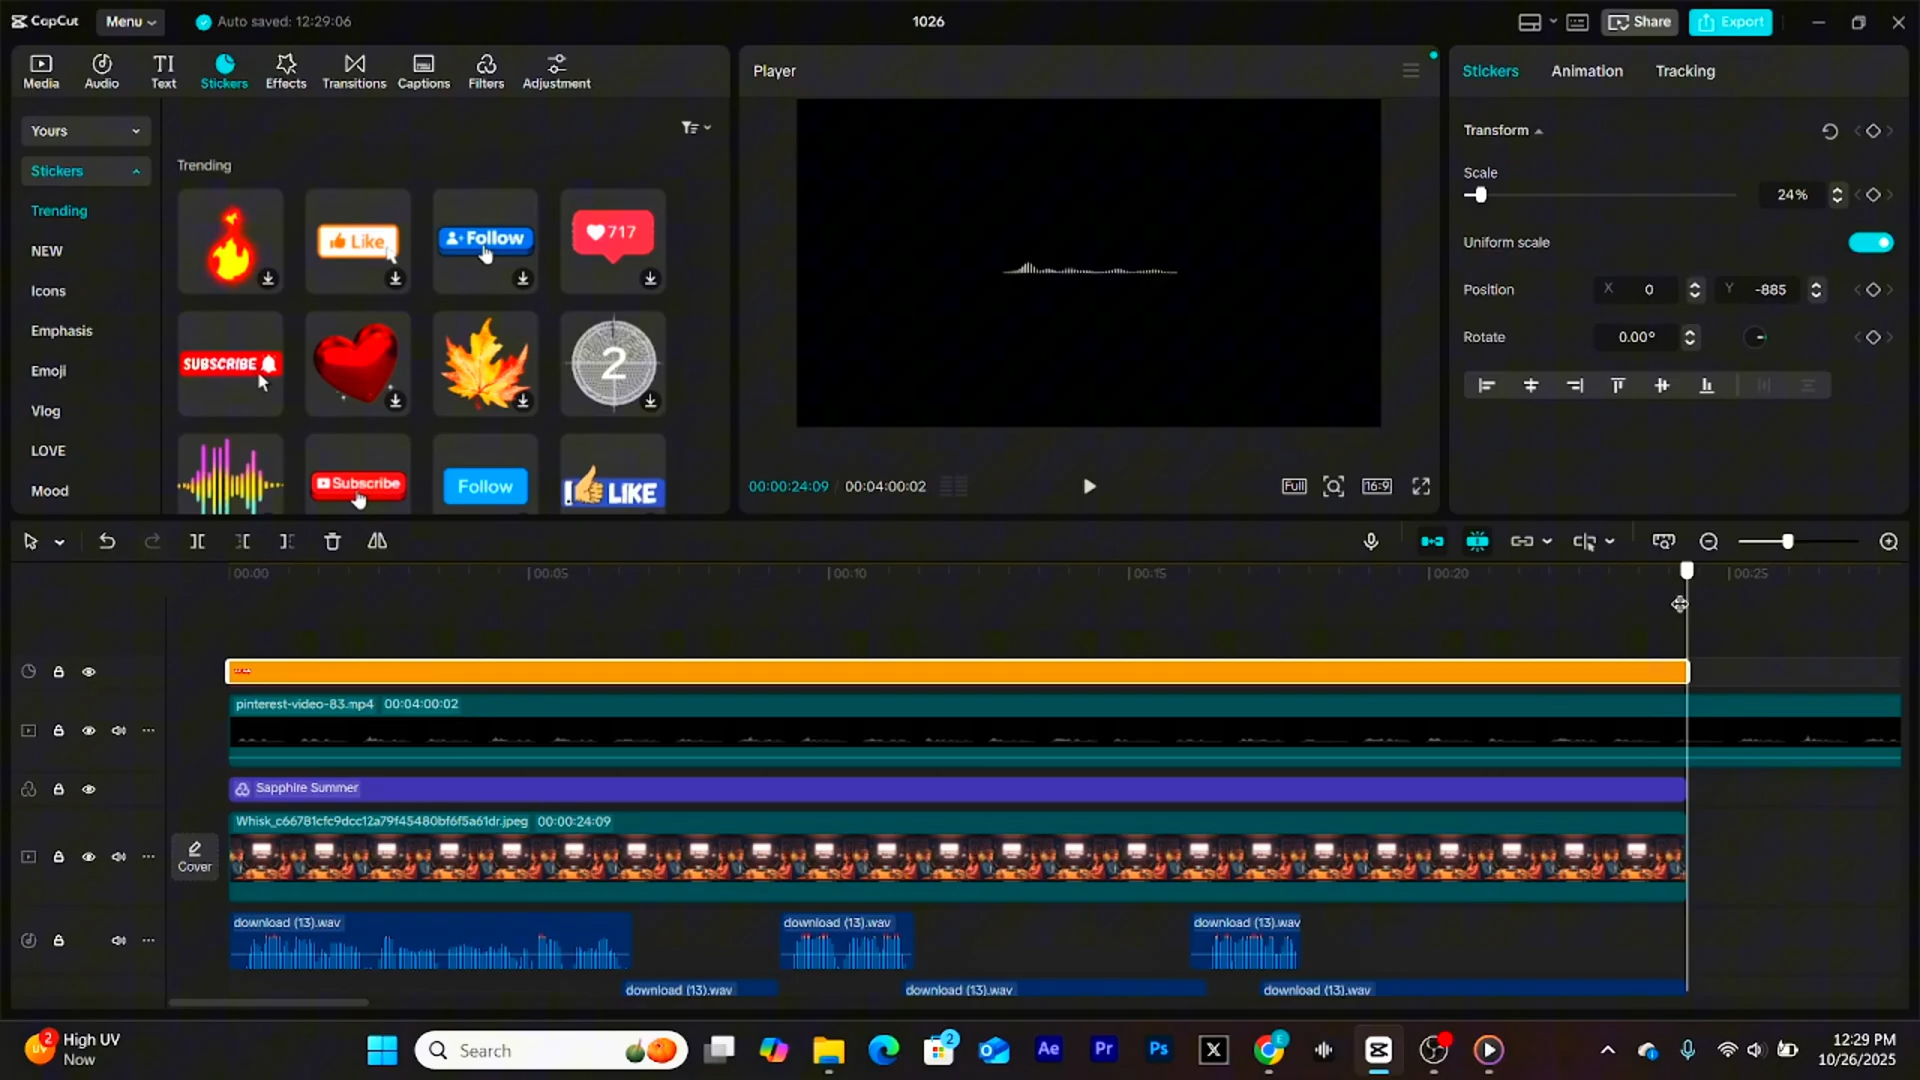 CapCut
Menu
Auto saved: 12:29:06
1026
Share
Export
Media
Audio
TI
Text
Stickers
Effects
Transitions
Captions
Filters
Adjustment
Player
Stickers
Animation
Tracking
Yours
Stickers
Trending
NEW
Icons
Emphasis
Emoji
Vlog
LOVE
Mood
Trending
Like
Follow
717
SUBSCRIBE
2
Subscribe
Follow
LIKE
Transform
Scale
24%
Uniform scale
Position
X 0
Y -885
Rotate
0.00°
00:00:24:09 / 00:04:00:02
Full
16:9
00:00
00:05
00:10
00:15
00:20
00:25
pinterest-video-83.mp4 00:04:00:02
Sapphire Summer
Whisk_c66781cfc9dcc12a79f45480bf6f5a61dr.jpeg 00:00:24:09
Cover
download (13).wav
download (13).wav
download (13).wav
download (13).wav
download (13).wav
download (13).wav
2
High UV
Now
Search
2
Ae
Pr
Ps
X
E
12:29 PM
10/26/2025